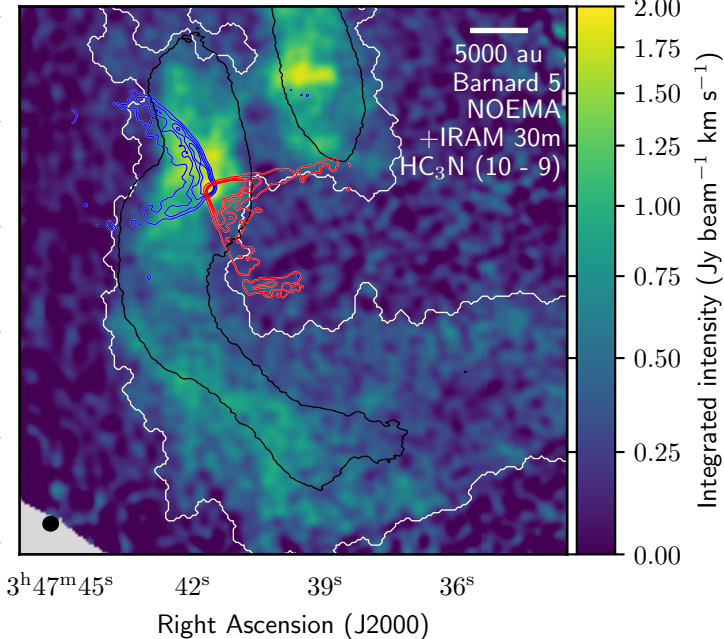 5000 au
Barnard 5
NOEMA
+IRAM 30m
HC₃N (10 - 9)
2.00
1.75
1.50
1.00
0.75
0.50
0.25
0.00
Integrated intensity (Jy beam⁻¹ km s⁻¹)
3ʰ47ᵐ45ˢ
42ˢ
39ˢ
36ˢ
Right Ascension (J2000)